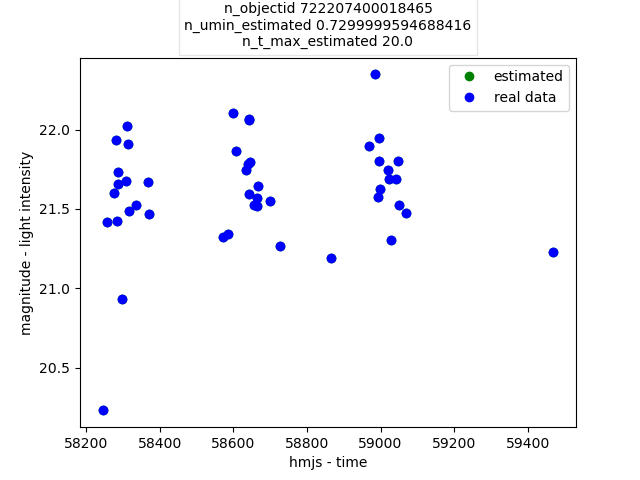 n_objectid 722207400018465
n_umin_estimated 0.7299999594688416
n_t_max_estimated 20.0
estimated
real data
22.0
21.5
21.0
20.5
magnitude - light intensity
58200 58400 58600 58800 59000 59200 59400
hmjs - time